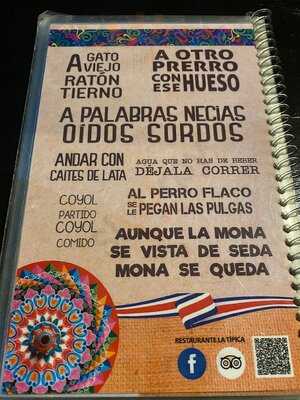 A GATO
VIEJO
RATÓN
TIERNO
A OTRO
PRERRO
CON
ESE HUESO
A PALABRAS NECIAS
OÍDOS SORDOS
ANDAR CON
CAITES DE LATA
AGUA QUE NO HAS DE BEBER
DÉJALA CORRER
COYOL
PARTIDO
COYOL
COMIDO
AL PERRO FLACO
SE LE PEGAN LAS PULGAS
AUNQUE LA MONA
SE VISTA DE SEDA
MONA SE QUEDA
RESTAURANTE LA TÍPICA
f